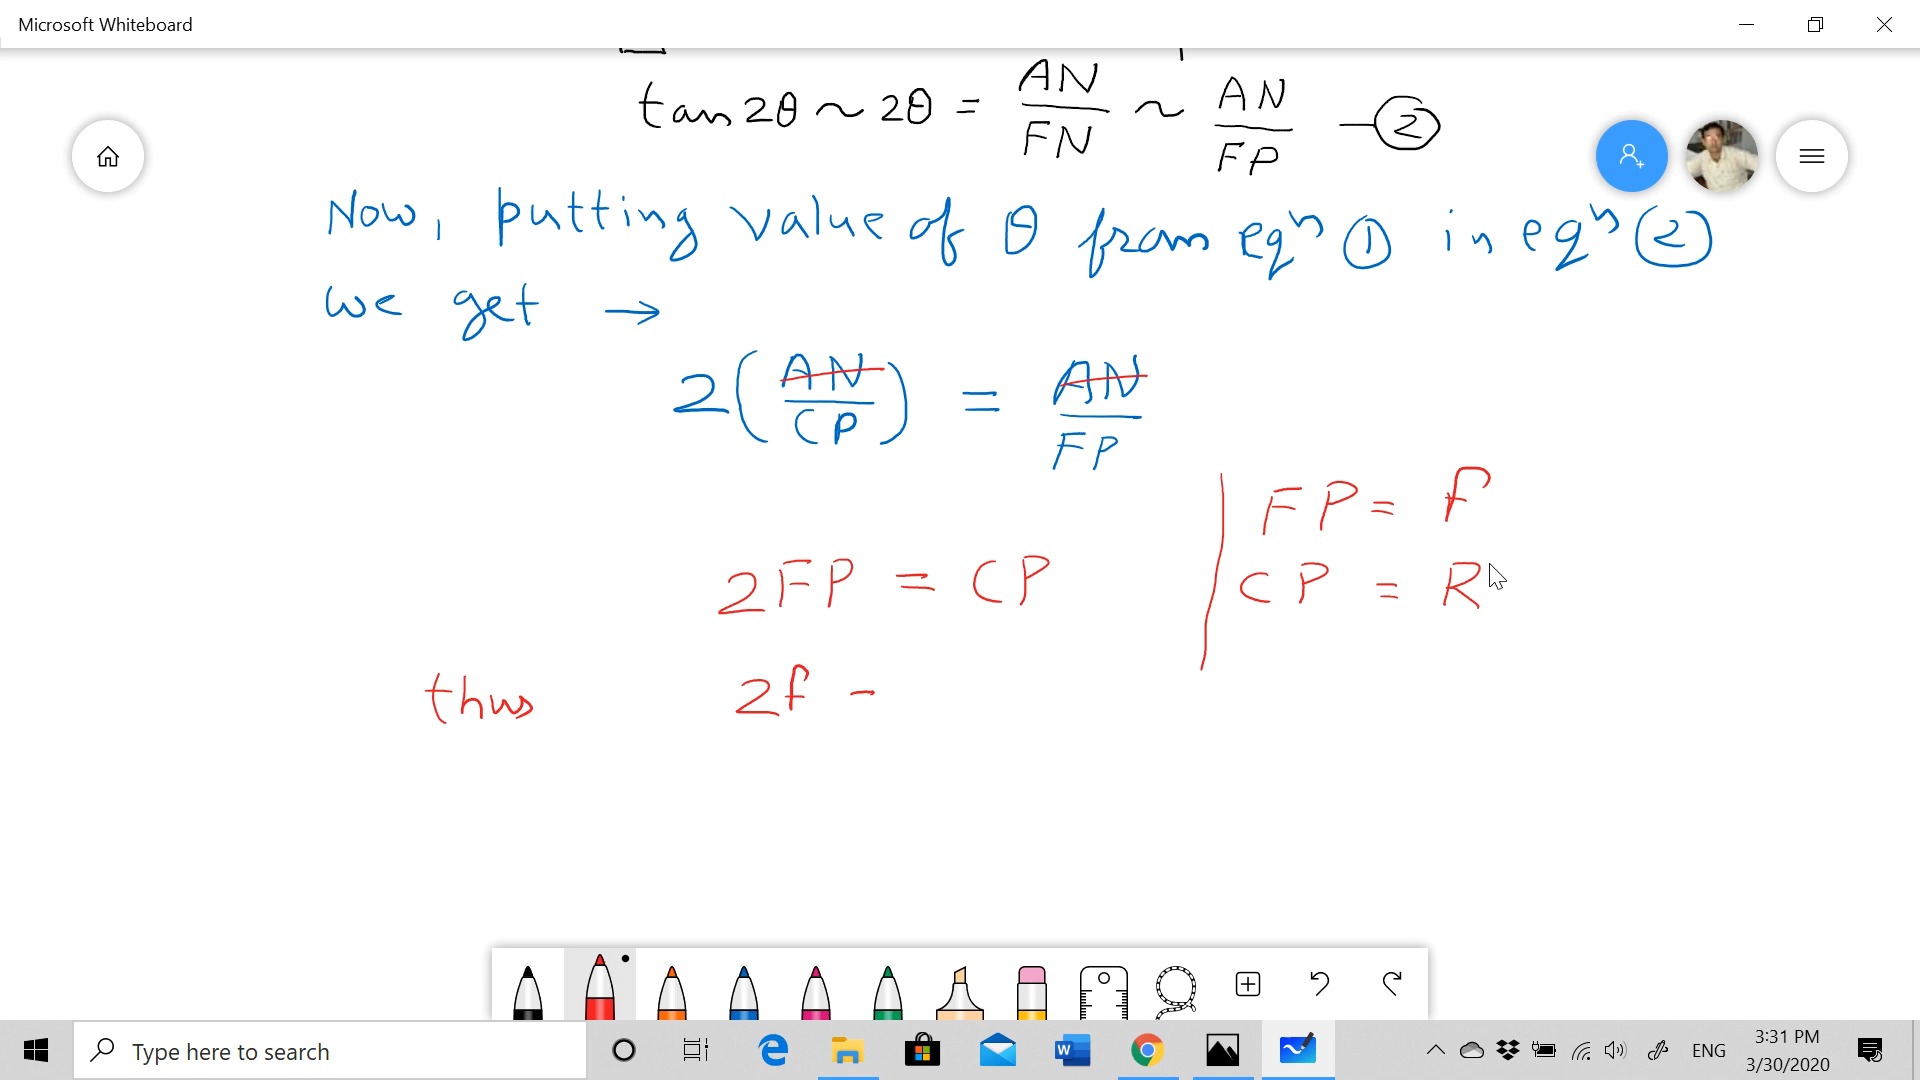 Microsoft Whiteboard
tan 2θ ~ 2θ = AN/FN ~ AN/FP —②
Now, putting value of θ from eqⁿ ① in eqⁿ ②
we get →
2(AN/CP) = AN/FP
FP = f
2FP = CP
CP = R
thus 2f -
Type here to search
ENG
3:31 PM
3/30/2020